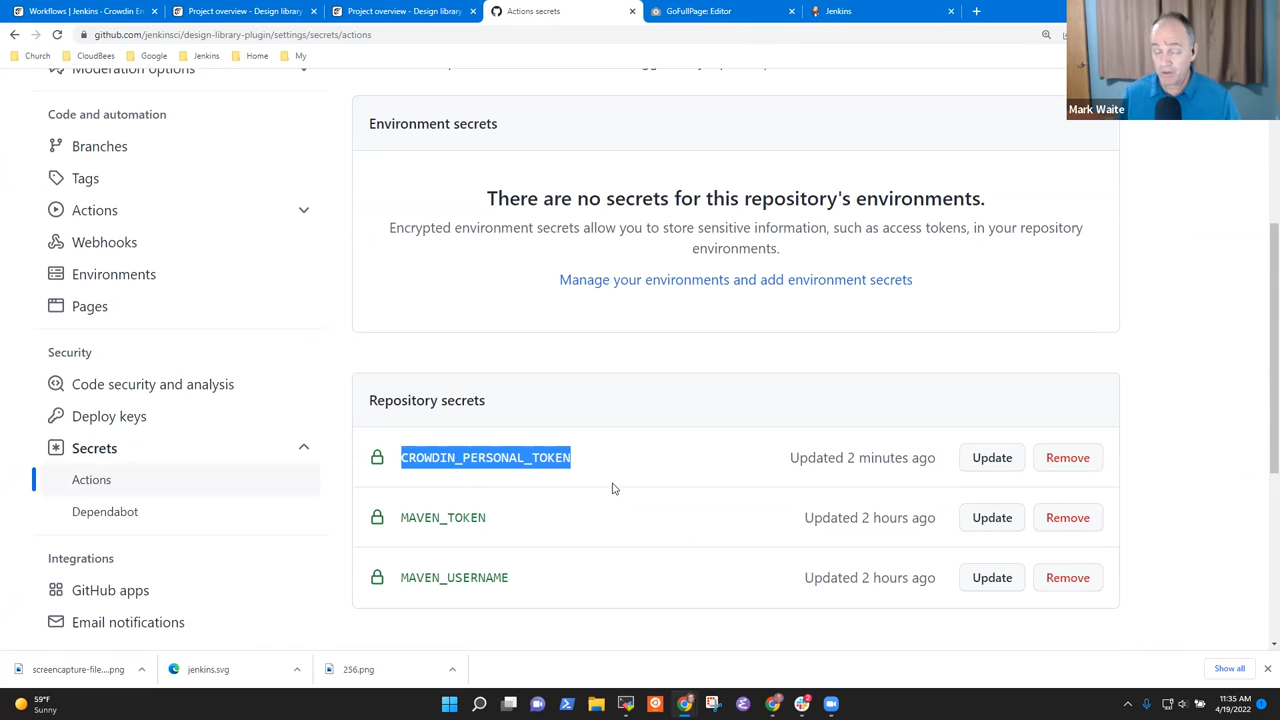 Workflows | Jenkins - Crowdin En
Project overview - Design library
Project overview - Design library
Actions secrets
GoFullPage: Editor
Jenkins
github.com/jenkinsci/design-library-plugin/settings/secrets/actions
Church
CloudBees
Google
Jenkins
Home
My
Mark Waite
Moderation options
Code and automation
Branches
Tags
Actions
Webhooks
Environments
Pages
Security
Code security and analysis
Deploy keys
Secrets
Actions
Dependabot
Integrations
GitHub apps
Email notifications
Environment secrets
There are no secrets for this repository's environments.
Encrypted environment secrets allow you to store sensitive information, such as access tokens, in your repository
environments.
Manage your environments and add environment secrets
Repository secrets
CROWDIN_PERSONAL_TOKEN Updated 2 minutes ago Update Remove
MAVEN_TOKEN Updated 2 hours ago Update Remove
MAVEN_USERNAME Updated 2 hours ago Update Remove
screencapture-file....png
jenkins.svg
256.png
Show all
59°F
Sunny
11:35 AM
4/19/2022